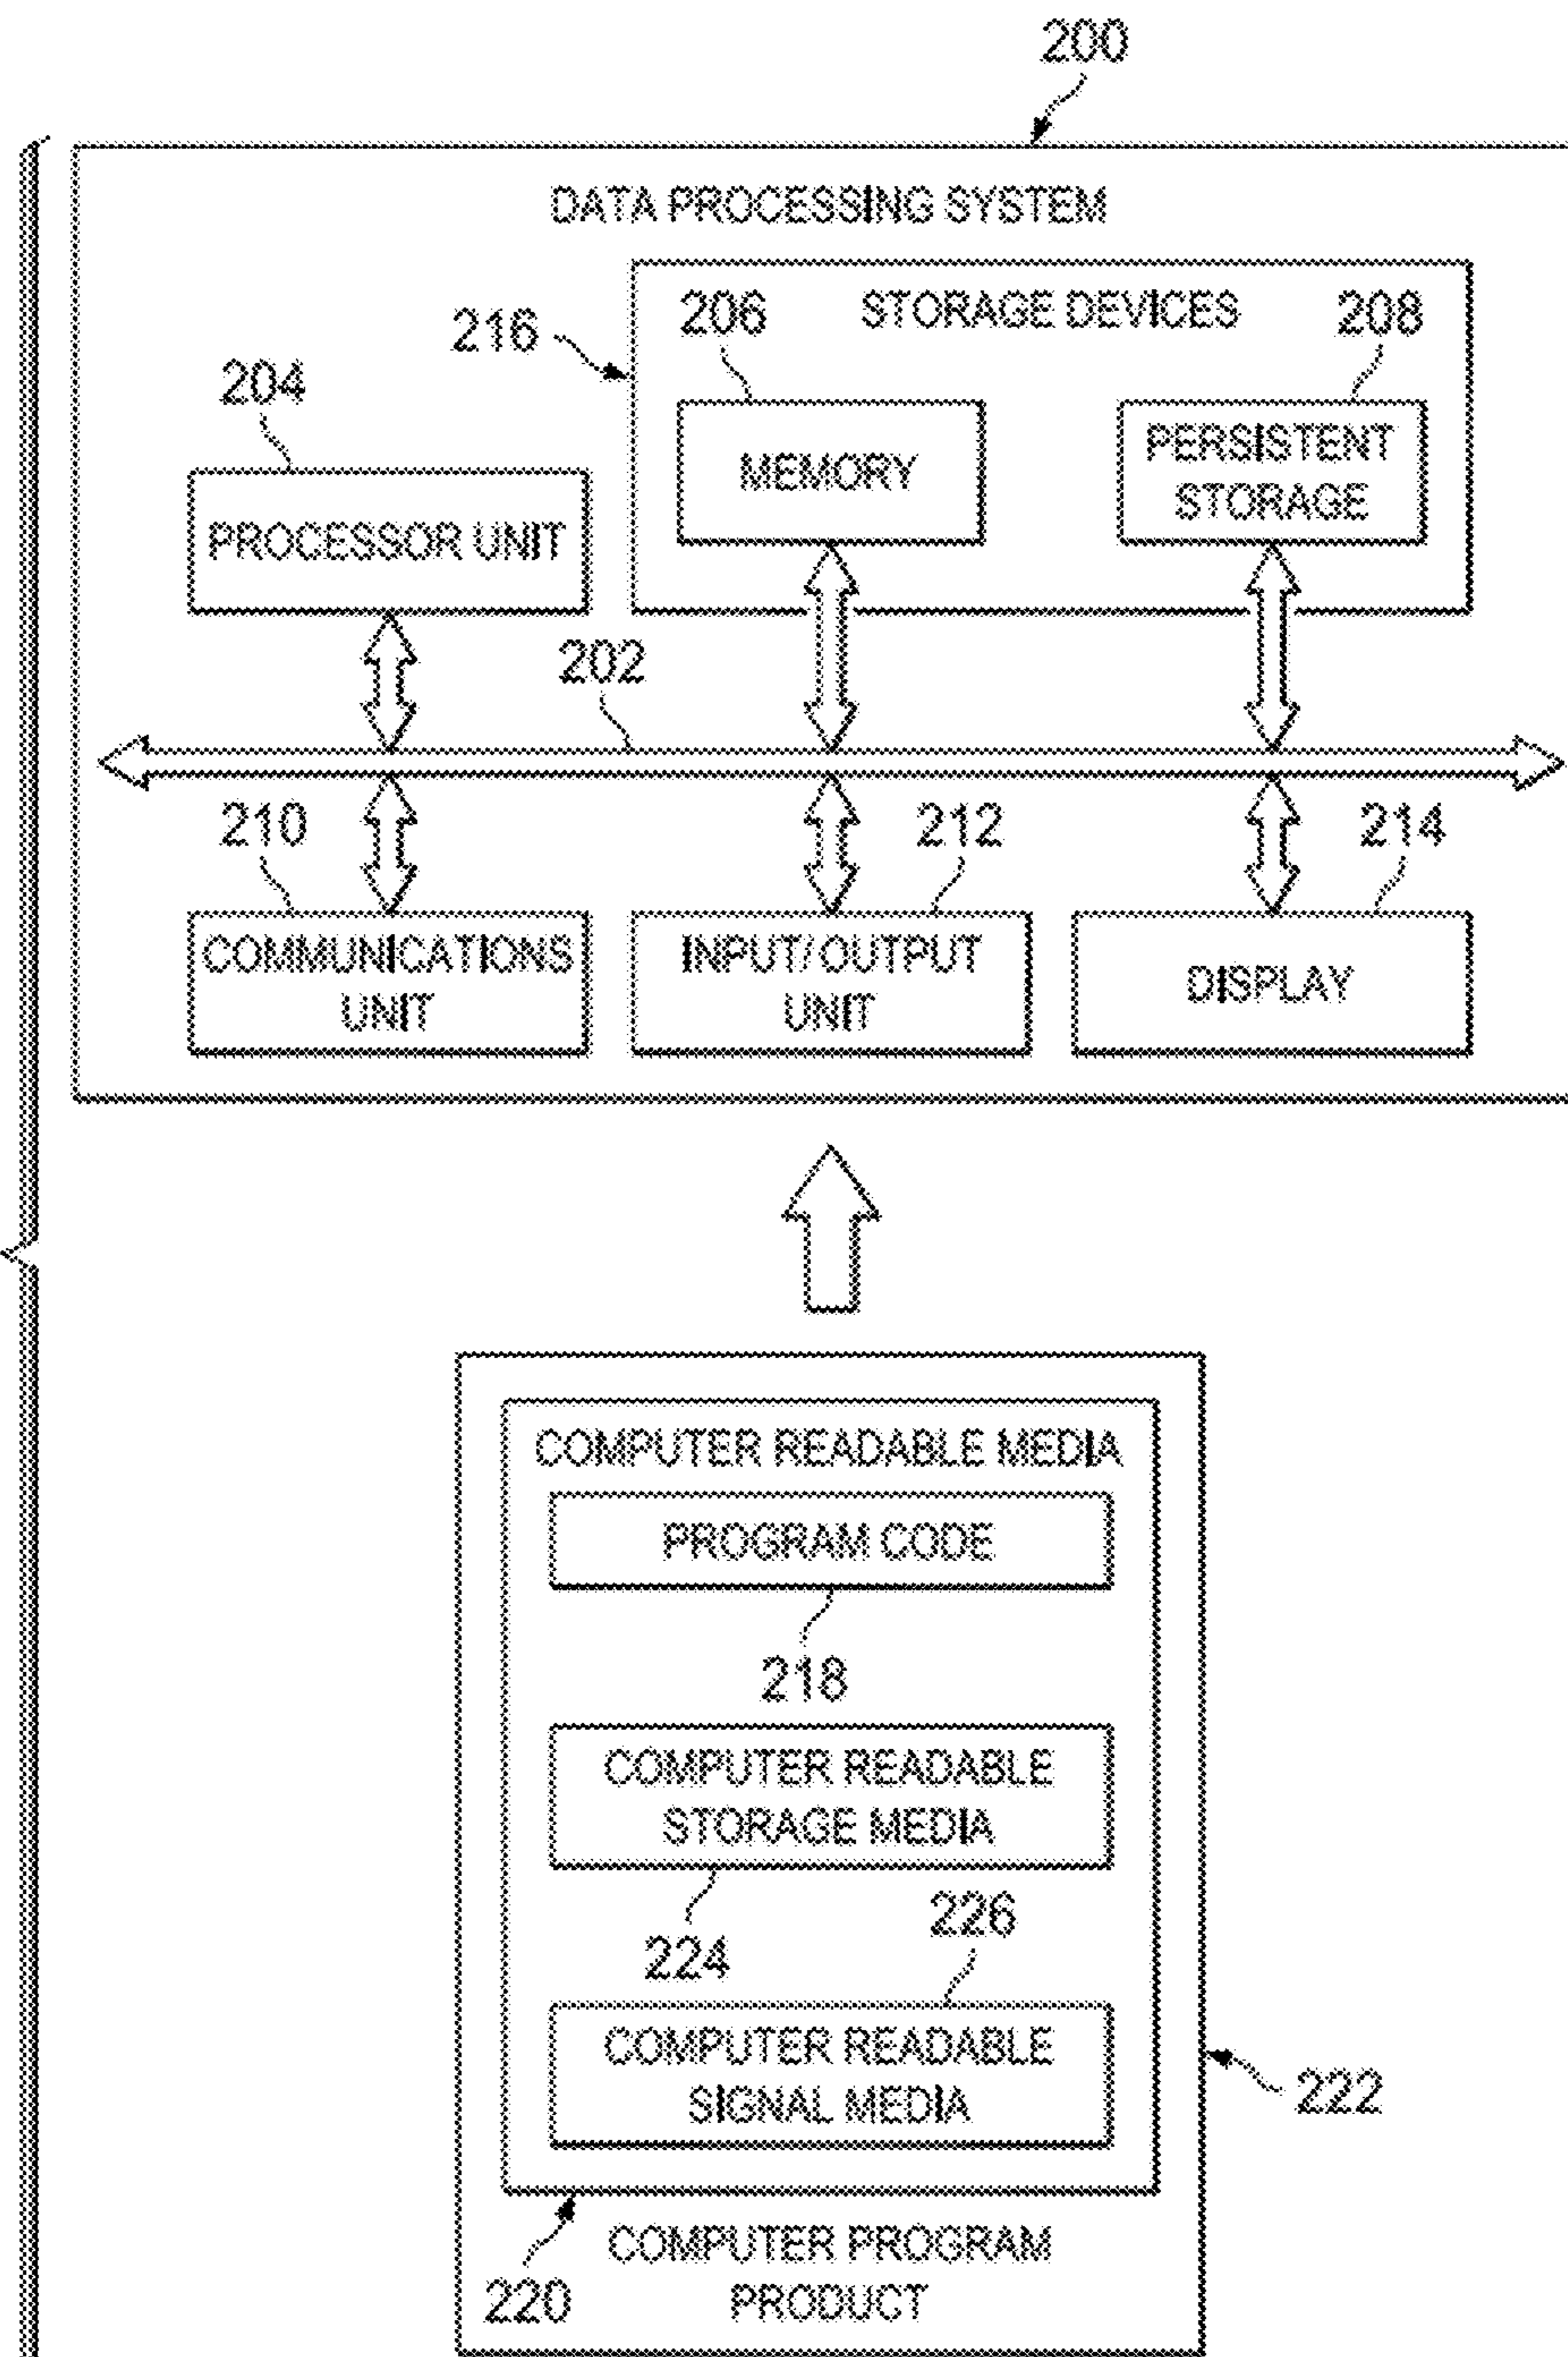 200
DATA PROCESSING SYSTEM
206
STORAGE DEVICES
208
216
204
MEMORY
PERSISTENT
STORAGE
PROCESSOR UNIT
202
210
212
214
COMMUNICATIONS
UNIT
INPUT/OUTPUT
UNIT
DISPLAY
COMPUTER READABLE MEDIA
PROGRAM CODE
218
COMPUTER READABLE
STORAGE MEDIA
224
226
COMPUTER READABLE
SIGNAL MEDIA
222
220
COMPUTER PROGRAM
PRODUCT